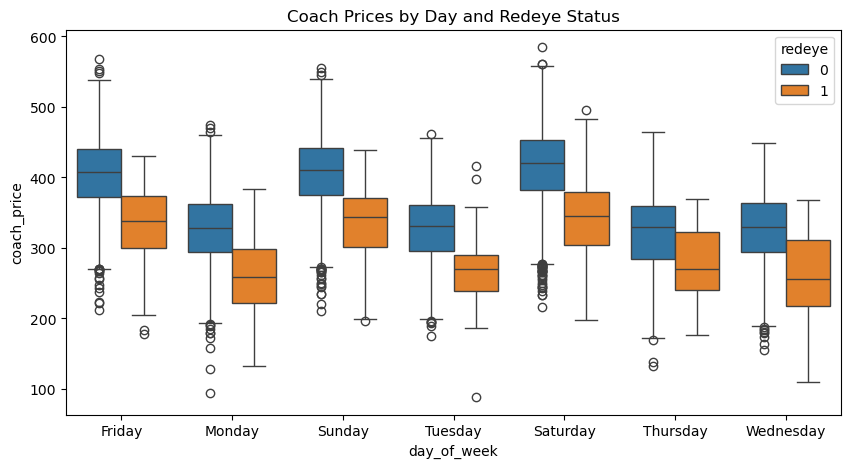 Coach Prices by Day and Redeye Status
redeye
0
1
600
500
400
300
200
100
coach_price
Friday
Monday
Sunday
Tuesday
Saturday
Thursday
Wednesday
day_of_week